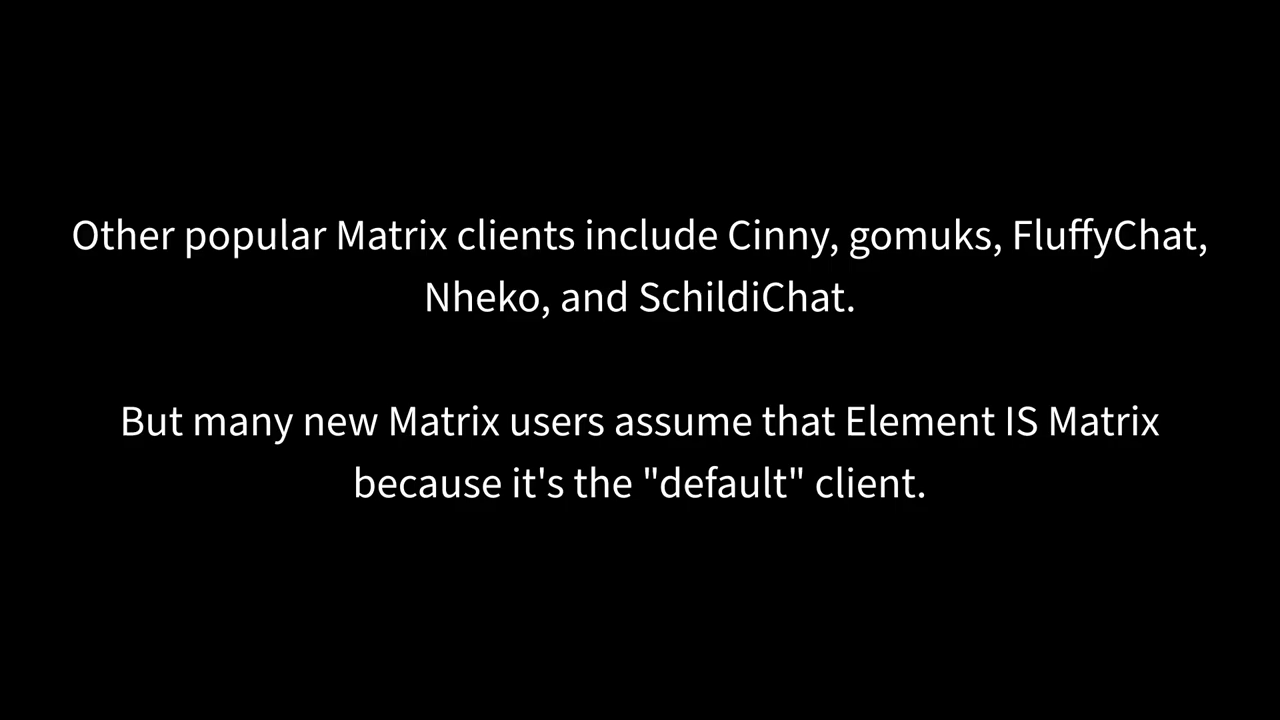 Other popular Matrix clients include Cinny, gomuks, FluffyChat,
Nheko, and SchildiChat.
But many new Matrix users assume that Element IS Matrix
because it's the "default" client.